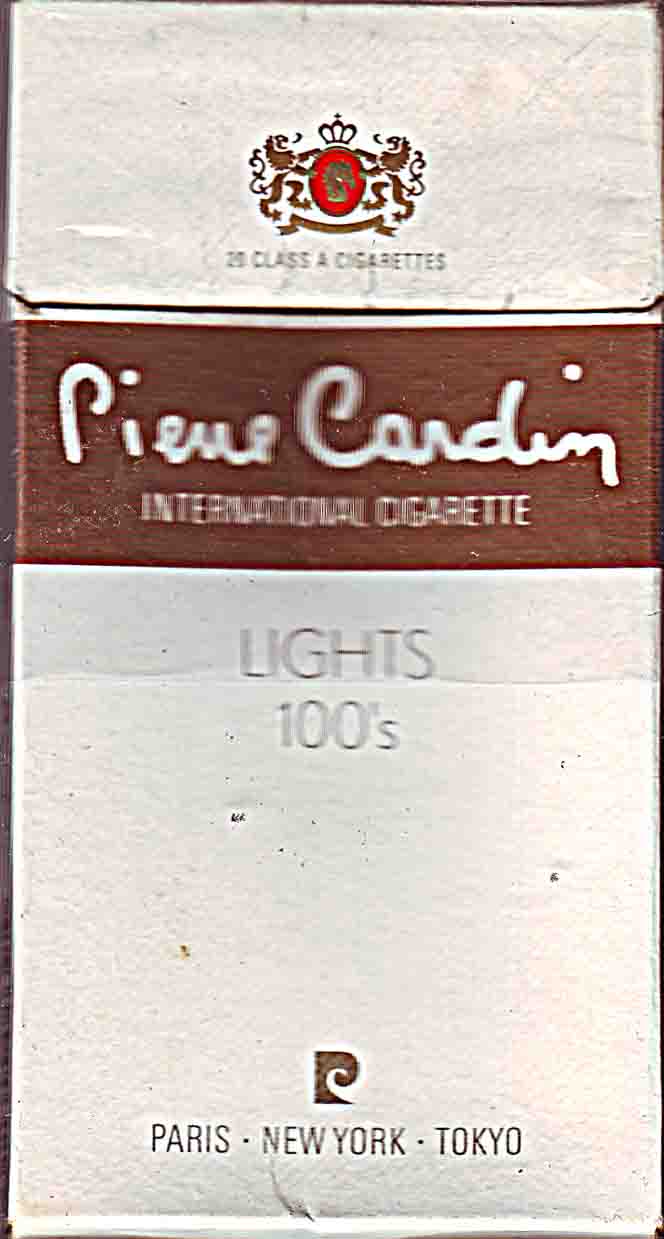 20 CLASS A CIGARETTES
Pierre Cardin
INTERNATIONAL CIGARETTE
LIGHTS
100's
PARIS · NEW YORK · TOKYO